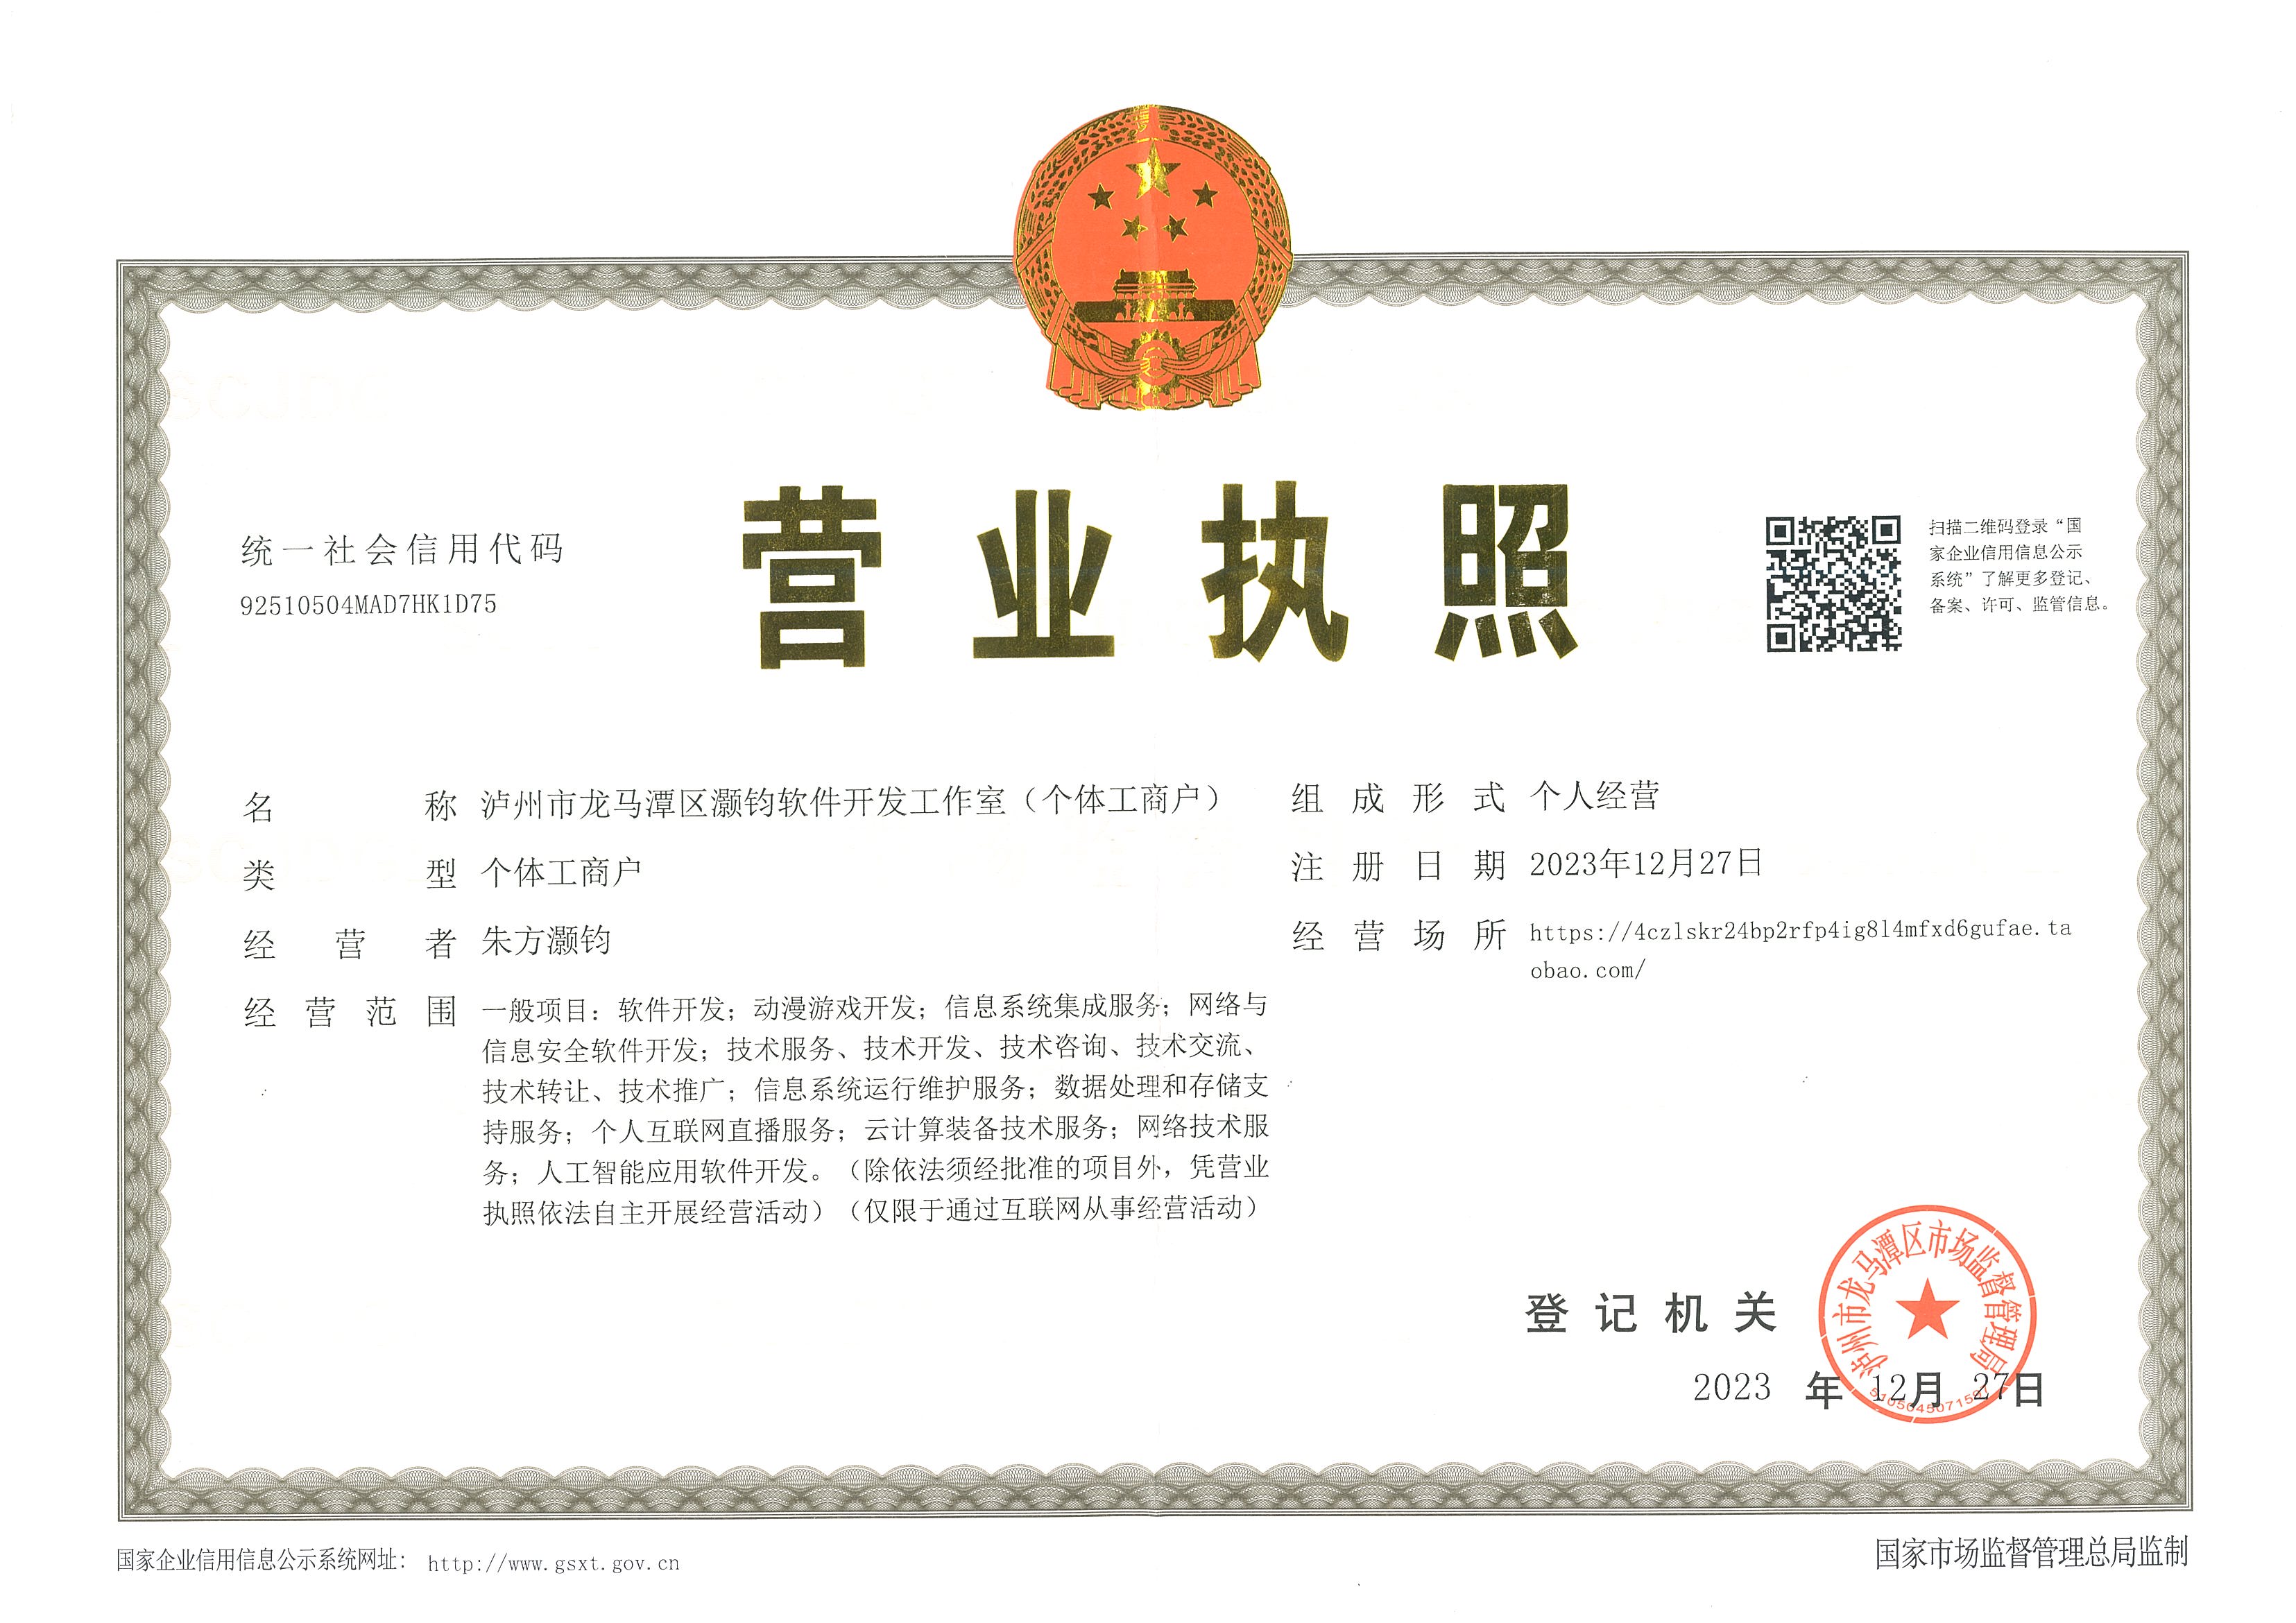 营业执照
统一社会信用代码
92510504MAD7HK1D75
扫描二维码登录“国
家企业信用信息公示
系统”了解更多登记、
备案、许可、监管信息。
名称 泸州市龙马潭区灏钧软件开发工作室（个体工商户）
类型 个体工商户
经营者 朱方灏钧
经营范围 一般项目：软件开发；动漫游戏开发；信息系统集成服务；网络与
信息安全软件开发；技术服务、技术开发、技术咨询、技术交流、
技术转让、技术推广；信息系统运行维护服务；数据处理和存储支
持服务；个人互联网直播服务；云计算装备技术服务；网络技术服
务；人工智能应用软件开发。（除依法须经批准的项目外，凭营业
执照依法自主开展经营活动）（仅限于通过互联网从事经营活动）
组成形式 个人经营
注册日期 2023年12月27日
经营场所 https://4czlskr24bp2rfp4ig8l4mfxd6gufae.ta
obao.com/
登记机关
泸州市龙马潭区市场监督管理局
2023 年 12月 27日
国家企业信用信息公示系统网址： http://www.gsxt.gov.cn
国家市场监督管理总局监制